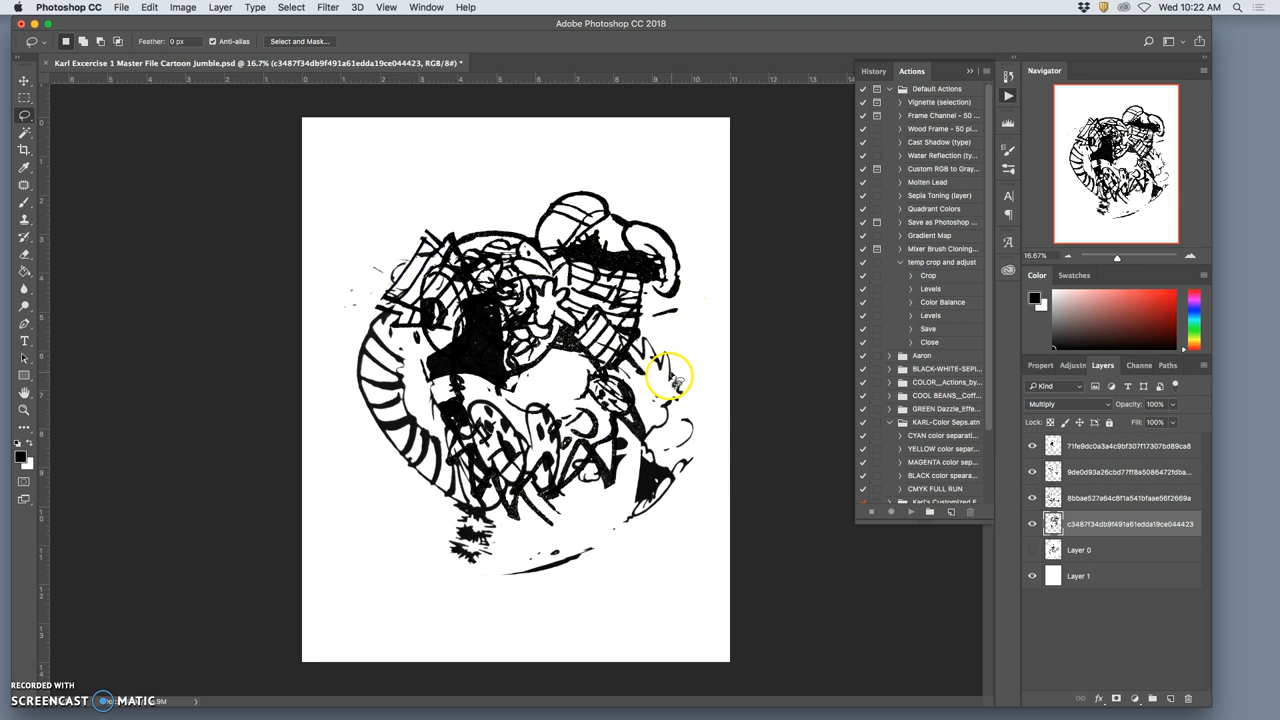 Photoshop CC File Edit Image Layer Type Select Filter 3D View Window Help Wed 10:22 AM
Adobe Photoshop CC 2018
Feather: 0 px Anti-alias Select and Mask...
Karl Excercise 1 Master File Cartoon Jumble.psd @ 16.7% (c3487f34db9f491a61edda19ce044423, RGB/8#) *
History Actions
Default Actions
Vignette (selection)
Frame Channel - 50 ...
Wood Frame - 50 pi...
Cast Shadow (type)
Water Reflection (ty...
Custom RGB to Gray...
Molten Lead
Sepia Toning (layer)
Quadrant Colors
Save as Photoshop ...
Gradient Map
Mixer Brush Cloning...
temp crop and adjust
Crop
Levels
Color Balance
Levels
Save
Close
Aaron
BLACK-WHITE-SEPI...
COLOR_Actions_by...
COOL BEANS__Coff...
GREEN Dazzle_Effe...
KARL-Color Seps.atn
CYAN color separati...
YELLOW color separ...
MAGENTA color sep...
BLACK color speara...
CMYK FULL RUN
Navigator
16.67%
Color Swatches
Propert Adjustm Layers Channe Paths
Kind
Multiply Opacity: 100%
Lock: Fill: 100%
71fe9dc0a3a4c9bf307f17307bd89ca8
9de0d93a26cbd77ff8a5086472fdba...
8bbae527a64c8f1a541bfaae56f2669a
c3487f34db9f491a61edda19ce044423
Layer 0
Layer 1
RECORDED WITH
SCREENCAST MATIC